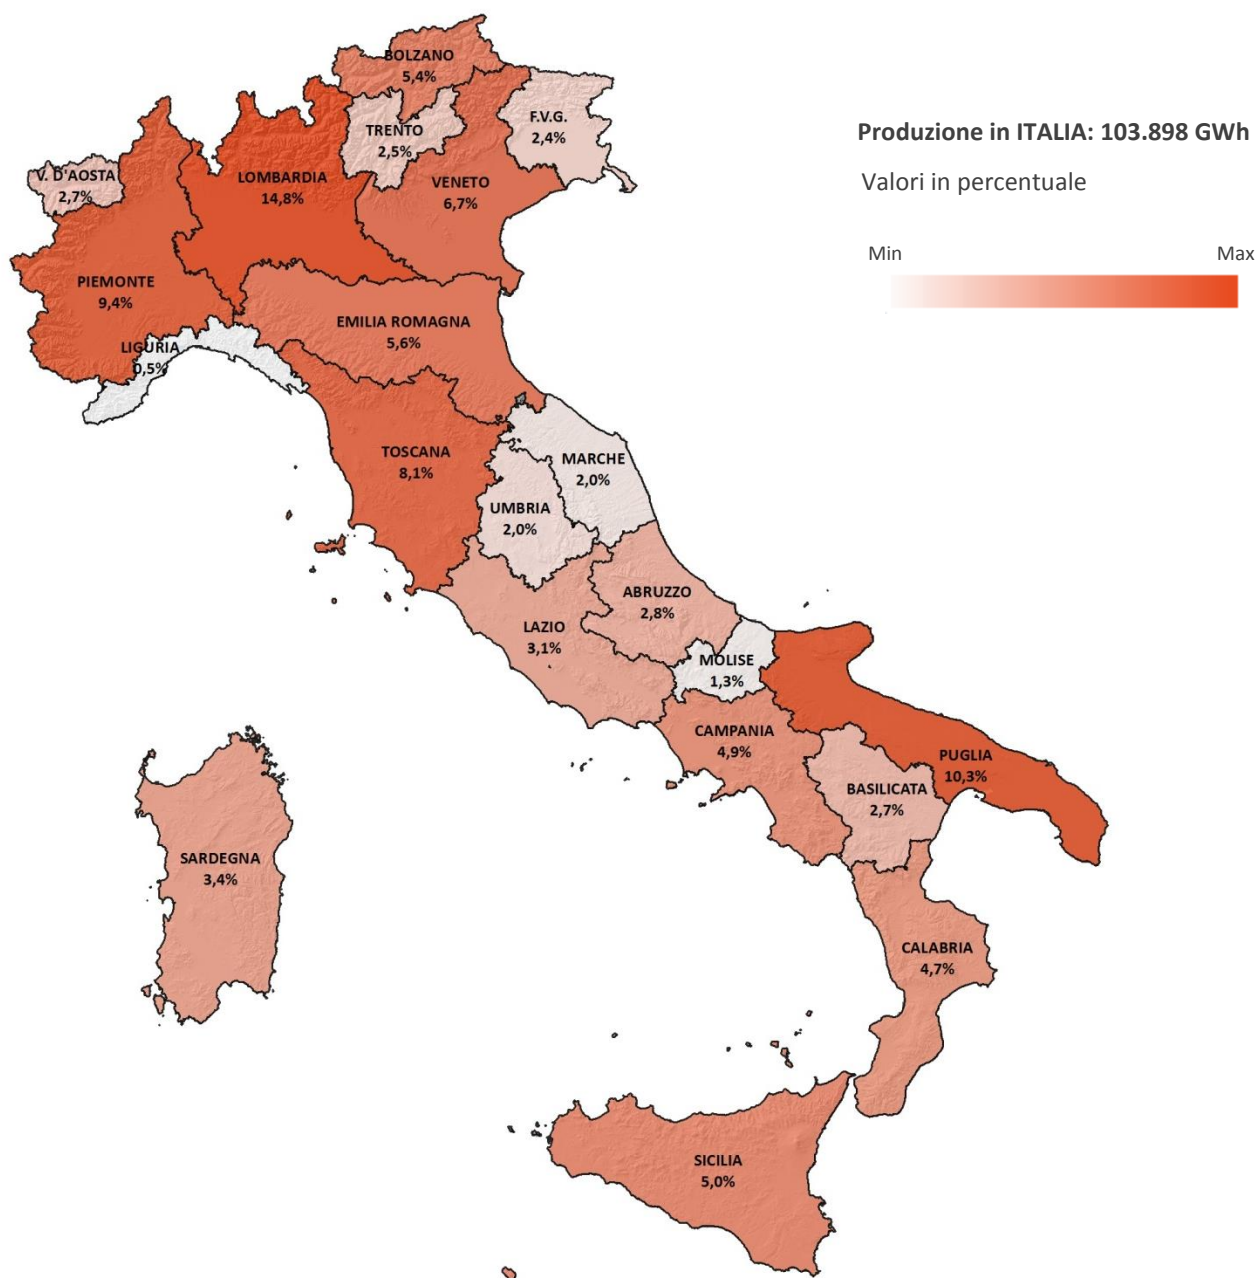 BOLZANO
5,4%
TRENTO
2,5%
F.V.G.
2,4%
Produzione in ITALIA: 103.898 GWh
Valori in percentuale
V. D'AOSTA
2,7%
LOMBARDIA
14,8%
VENETO
6,7%
Min Max
PIEMONTE
9,4%
EMILIA ROMAGNA
5,6%
LIGURIA
0,5%
TOSCANA
8,1%
MARCHE
2,0%
UMBRIA
2,0%
ABRUZZO
2,8%
LAZIO
3,1%
MOLISE
1,3%
CAMPANIA
4,9%
PUGLIA
10,3%
BASILICATA
2,7%
SARDEGNA
3,4%
CALABRIA
4,7%
SICILIA
5,0%